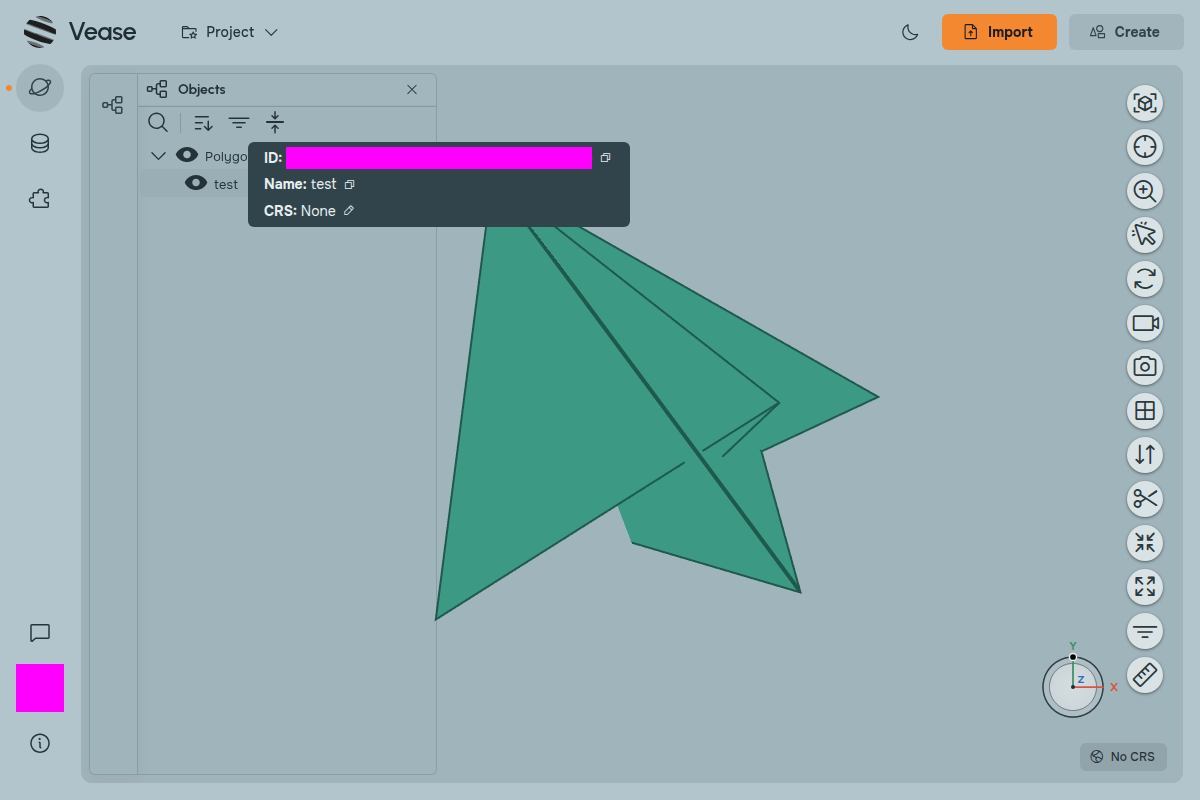 Vease
Project
Import
Create
Objects
Polygo
test
ID:
Name: test
CRS: None
Y
Z
X
No CRS